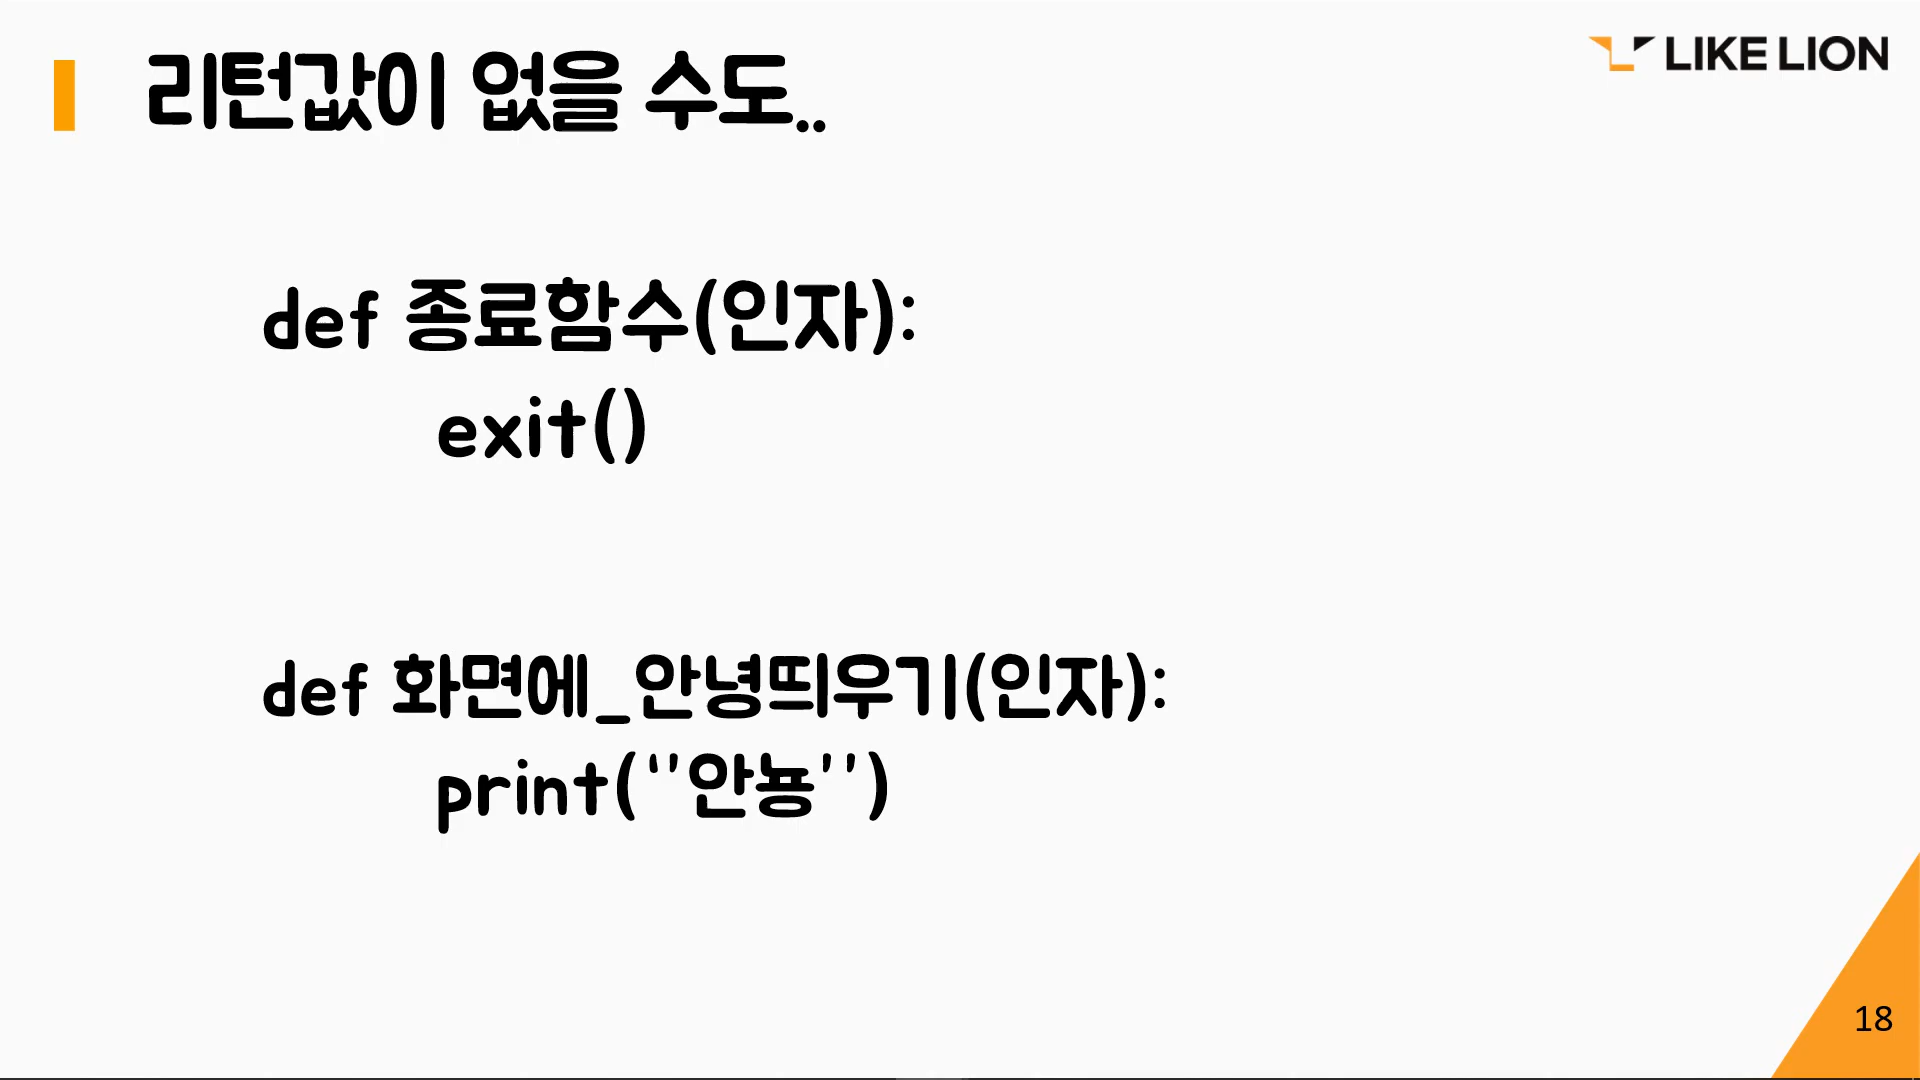 리턴값이 없을 수도..
LIKE LION
def 종료함수(인자):
exit()
def 화면에_안녕띄우기(인자):
print(‘’안뇽’’)
18